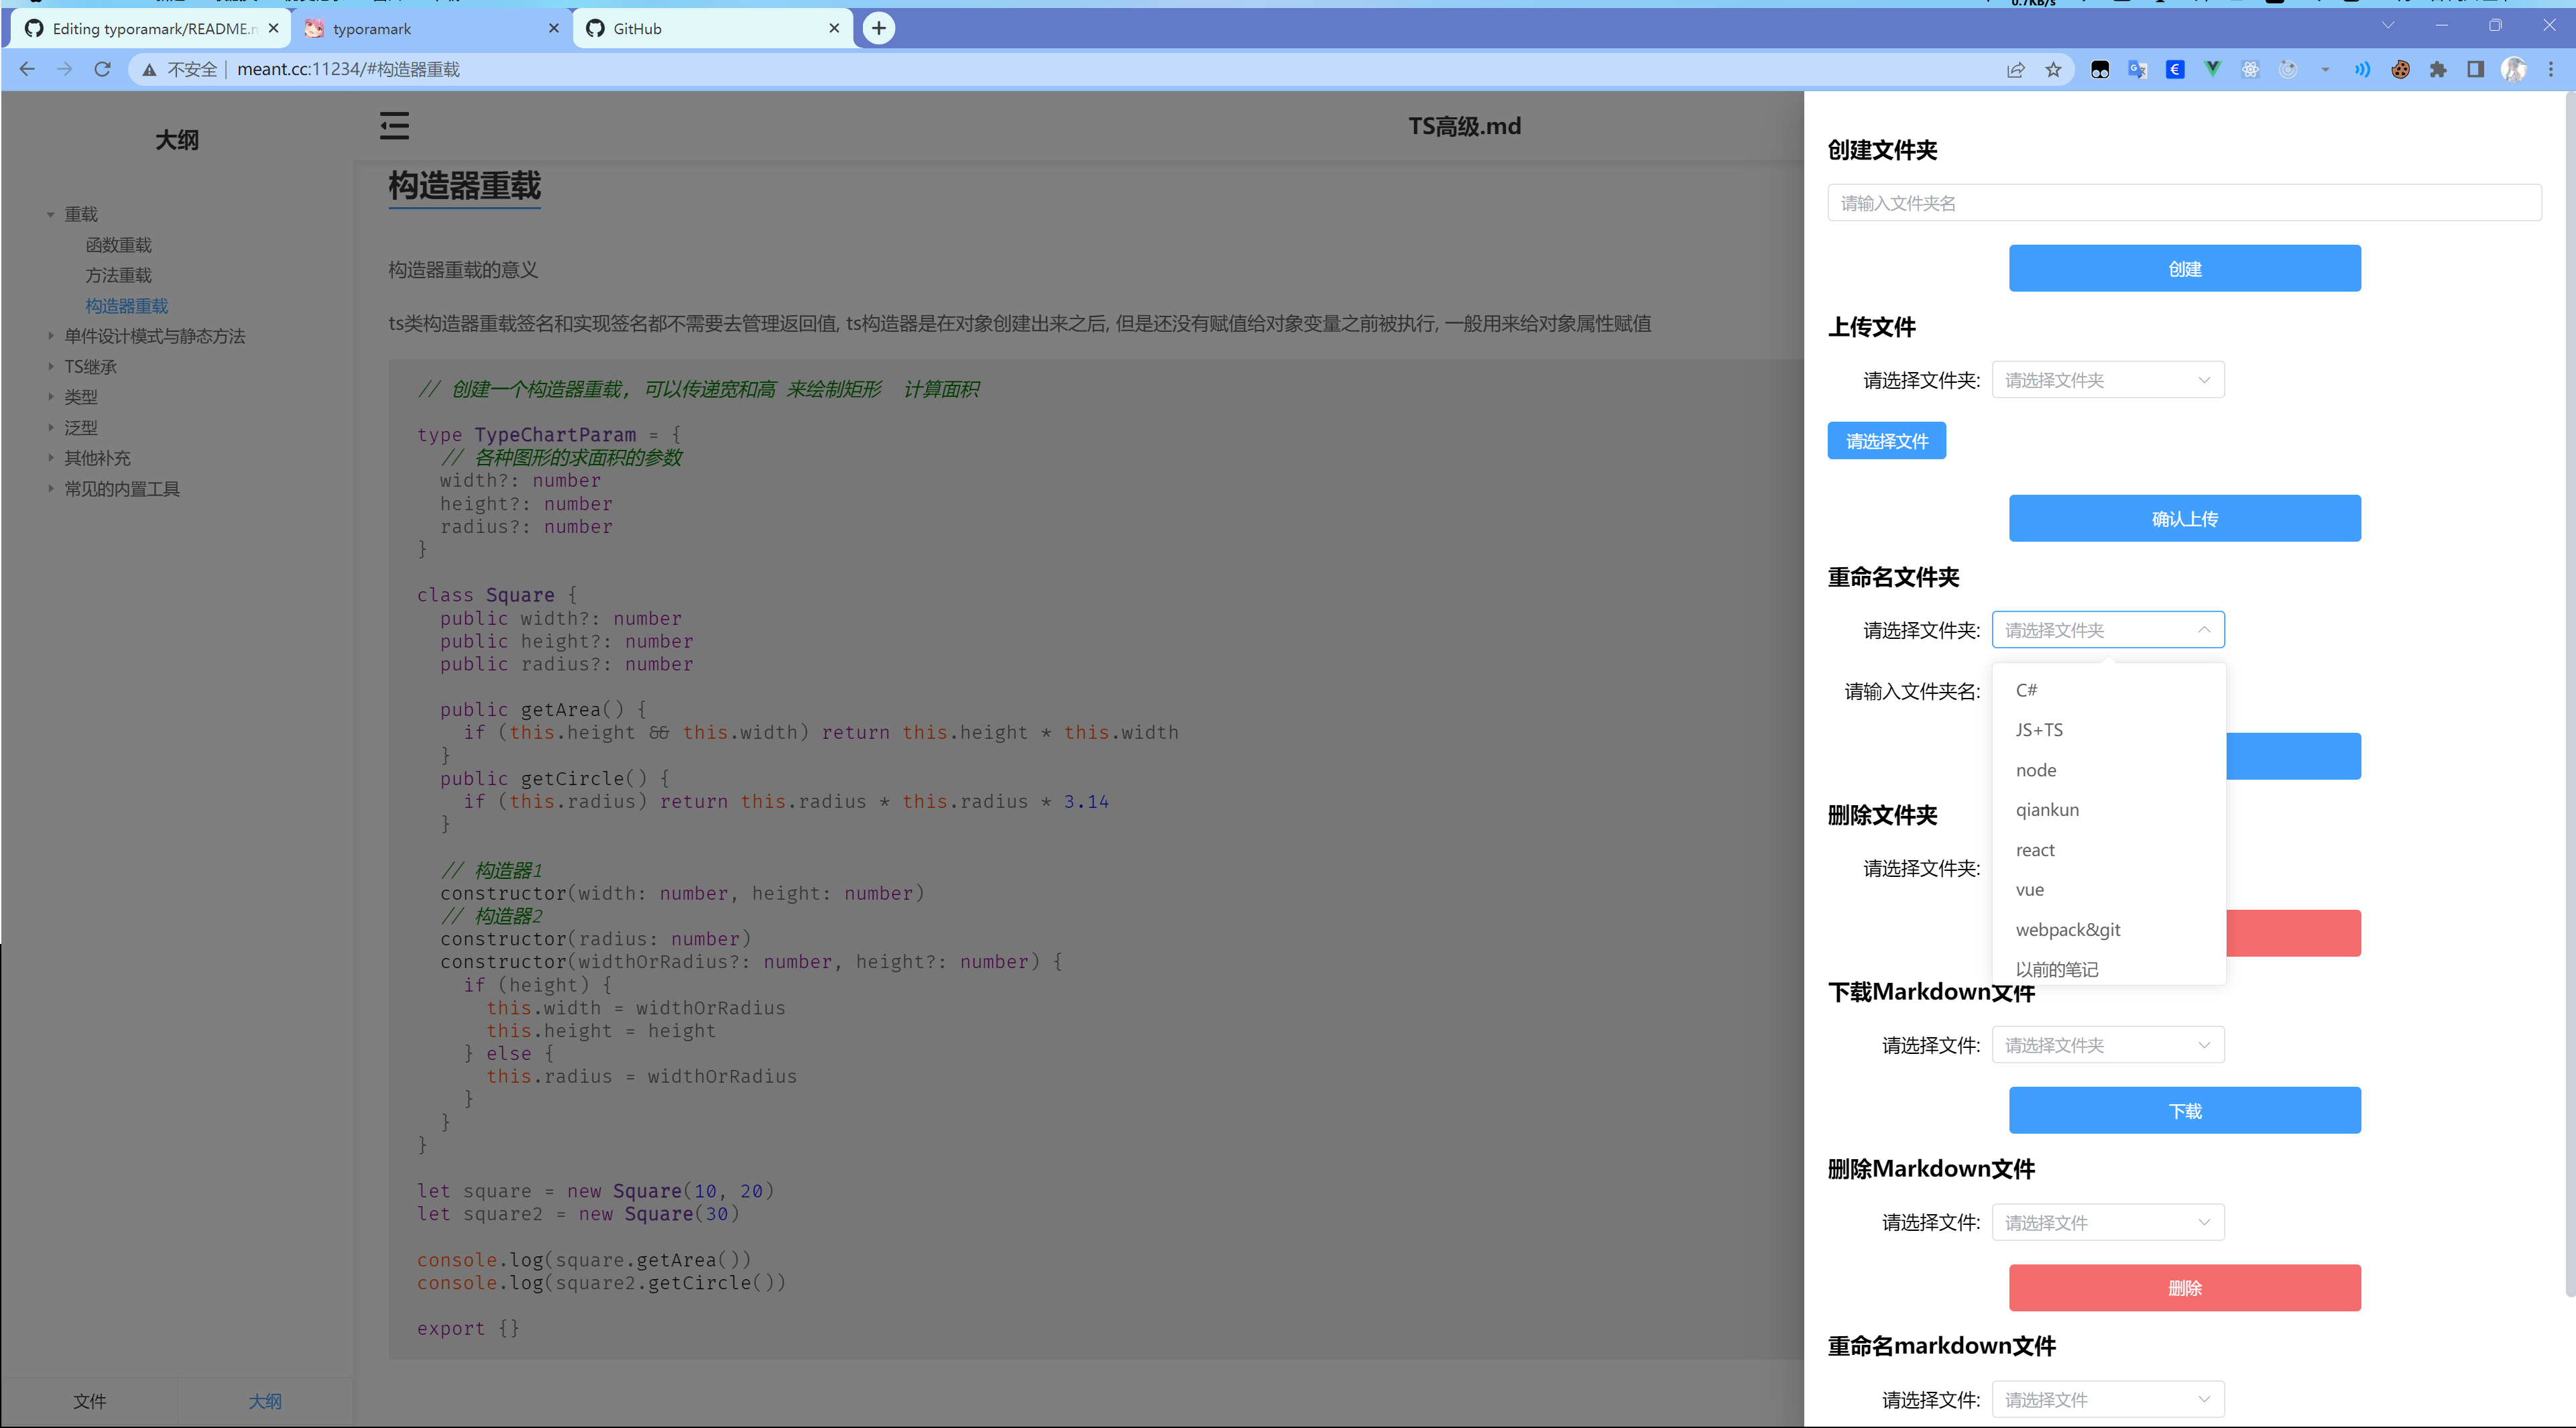 0.7KB/s
Editing typoramark/README.m
typoramark
GitHub
不安全
meant.cc:11234/#构造器重载
大纲
重载
函数重载
方法重载
构造器重载
单件设计模式与静态方法
TS继承
类型
泛型
其他补充
常见的内置工具
文件
大纲
TS高级.md
构造器重载
构造器重载的意义
ts类构造器重载签名和实现签名都不需要去管理返回值, ts构造器是在对象创建出来之后, 但是还没有赋值给对象变量之前被执行, 一般用来给对象属性赋值
// 创建一个构造器重载, 可以传递宽和高 来绘制矩形  计算面积
type TypeChartParam = {
  // 各种图形的求面积的参数
  width?: number
  height?: number
  radius?: number
}
class Square {
  public width?: number
  public height?: number
  public radius?: number
  public getArea() {
    if (this.height && this.width) return this.height * this.width
  }
  public getCircle() {
    if (this.radius) return this.radius * this.radius * 3.14
  }
  // 构造器1
  constructor(width: number, height: number)
  // 构造器2
  constructor(radius: number)
  constructor(widthOrRadius?: number, height?: number) {
    if (height) {
      this.width = widthOrRadius
      this.height = height
    } else {
      this.radius = widthOrRadius
    }
  }
}
let square = new Square(10, 20)
let square2 = new Square(30)
console.log(square.getArea())
console.log(square2.getCircle())
export {}
创建文件夹
请输入文件夹名
创建
上传文件
请选择文件夹: 请选择文件夹
请选择文件
确认上传
重命名文件夹
请选择文件夹: 请选择文件夹
请输入文件夹名:
C#
JS+TS
node
qiankun
react
vue
webpack&git
以前的笔记
删除文件夹
请选择文件夹:
下载Markdown文件
请选择文件: 请选择文件夹
下载
删除Markdown文件
请选择文件: 请选择文件
删除
重命名markdown文件
请选择文件: 请选择文件